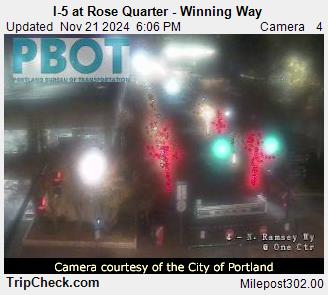 I-5 at Rose Quarter - Winning Way
Updated Nov 21 2024 6:06 PM Camera 4
PBOT
PORTLAND BUREAU OF TRANSPORTATION
4 - N. Ramsey Wy
@ One Ctr
Camera courtesy of the City of Portland
TripCheck.com Milepost302.00